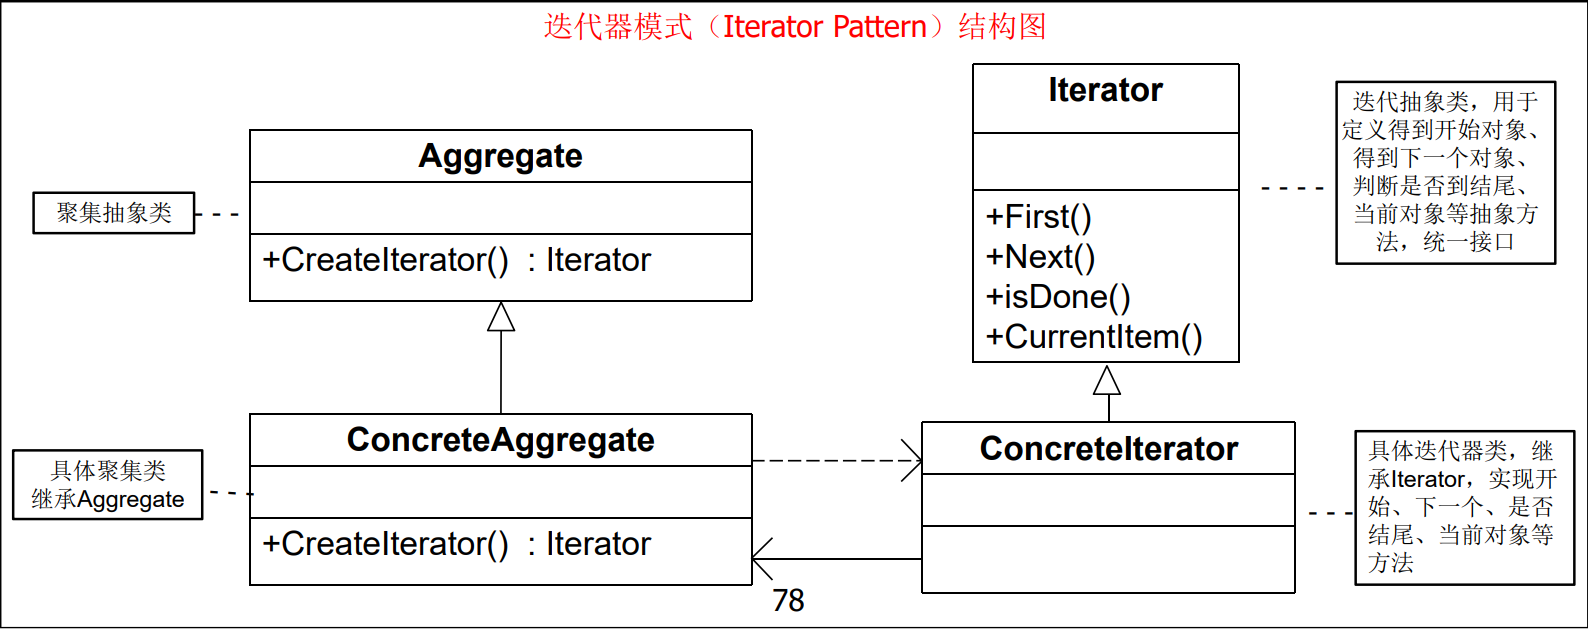 迭代器模式（Iterator Pattern）结构图
Iterator
+First()
+Next()
+isDone()
+CurrentItem()
迭代抽象类，用于
定义得到开始对象、
得到下一个对象、
判断是否到结尾、
当前对象等抽象方
法，统一接口
Aggregate
+CreateIterator() : Iterator
聚集抽象类
ConcreteAggregate
+CreateIterator() : Iterator
具体聚集类
继承Aggregate
ConcreteIterator
具体迭代器类，继
承Iterator，实现开
始、下一个、是否
结尾、当前对象等
方法
78